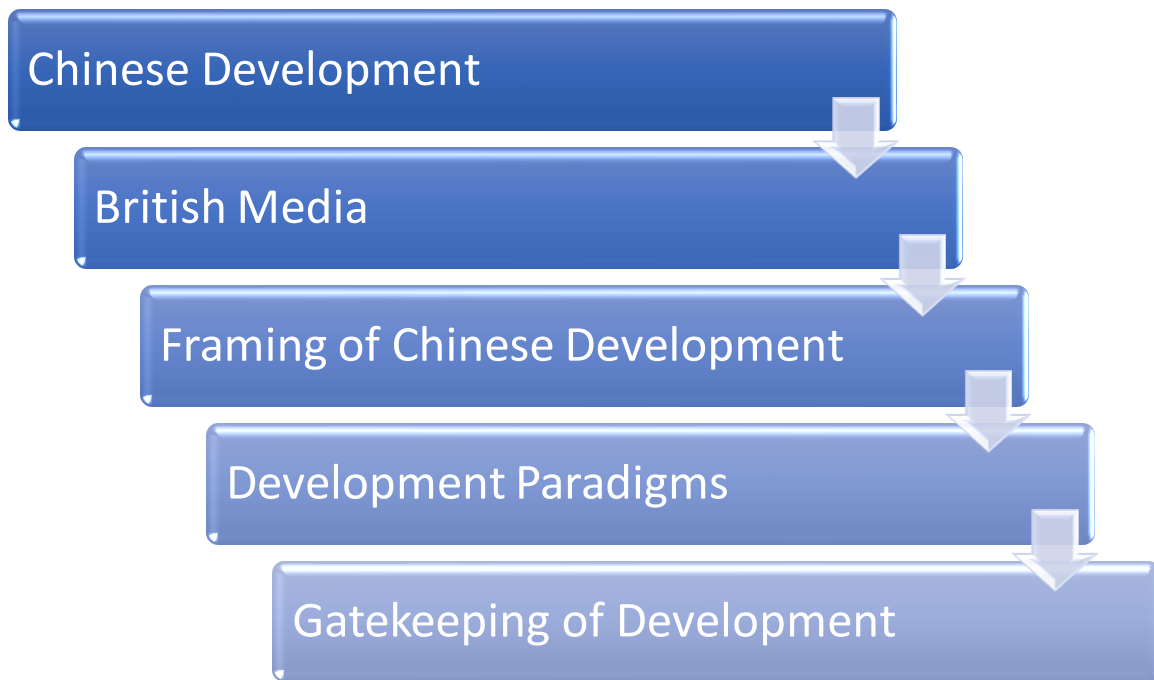 Chinese Development
British Media
Framing of Chinese Development
Development Paradigms
Gatekeeping of Development